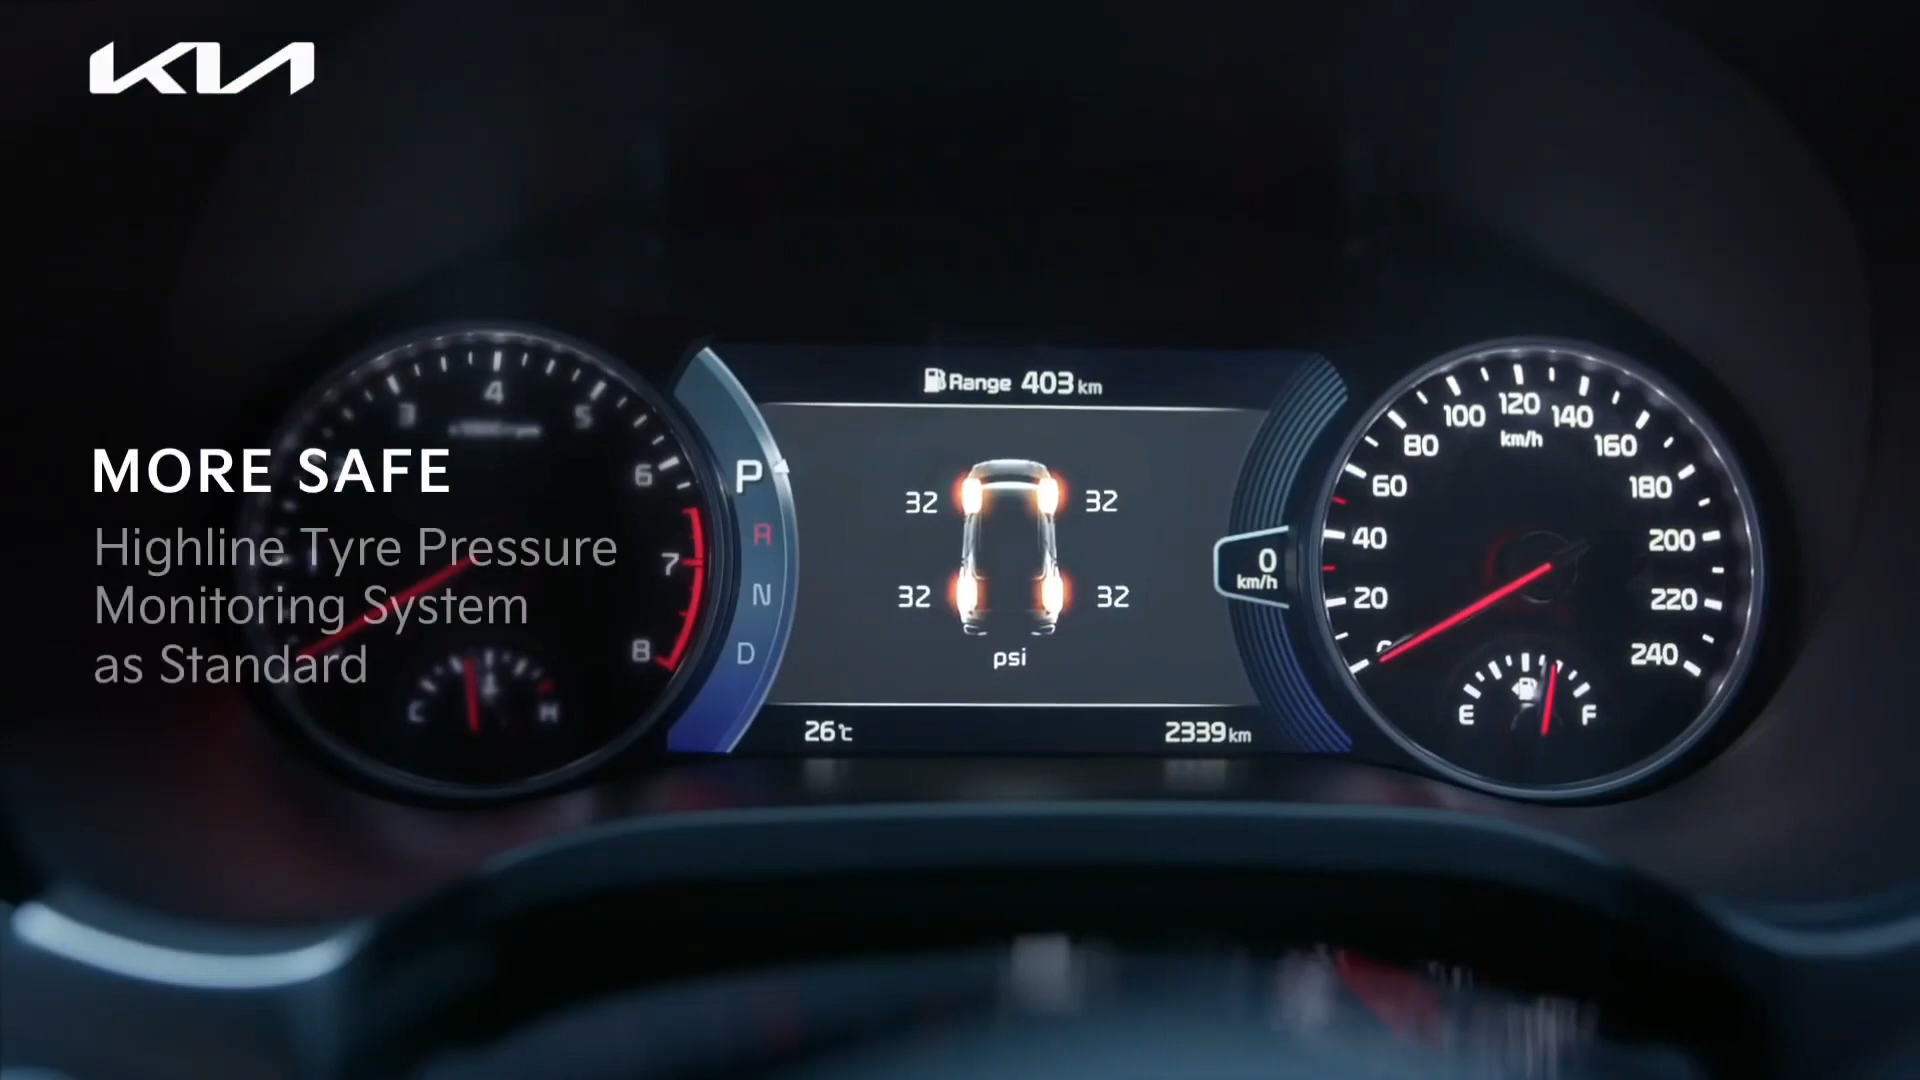 KIA
MORE SAFE
Highline Tyre Pressure
Monitoring System
as Standard
3
4
5
6
7
8
C
H
P
R
N
D
Range 403 km
32
32
32
32
psi
26℃
2339 km
0
km/h
0
20
40
60
80
100
120
140
160
180
200
220
240
km/h
E
F